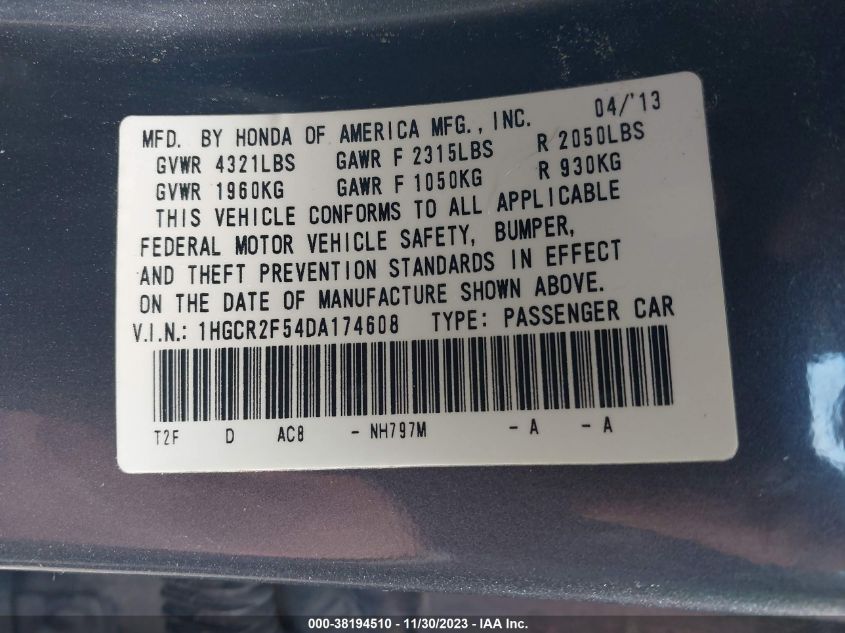 04/'13
MFD. BY HONDA OF AMERICA MFG., INC.
GVWR 4321LBS GAWR F 2315LBS R 2050LBS
GVWR 1960KG GAWR F 1050KG R 930KG
THIS VEHICLE CONFORMS TO ALL APPLICABLE
FEDERAL MOTOR VEHICLE SAFETY, BUMPER,
AND THEFT PREVENTION STANDARDS IN EFFECT
ON THE DATE OF MANUFACTURE SHOWN ABOVE.
V.I.N.: 1HGCR2F54DA174608 TYPE: PASSENGER CAR
T2F D AC8 - NH797M - A - A
000-38194510 - 11/30/2023 - IAAI.com